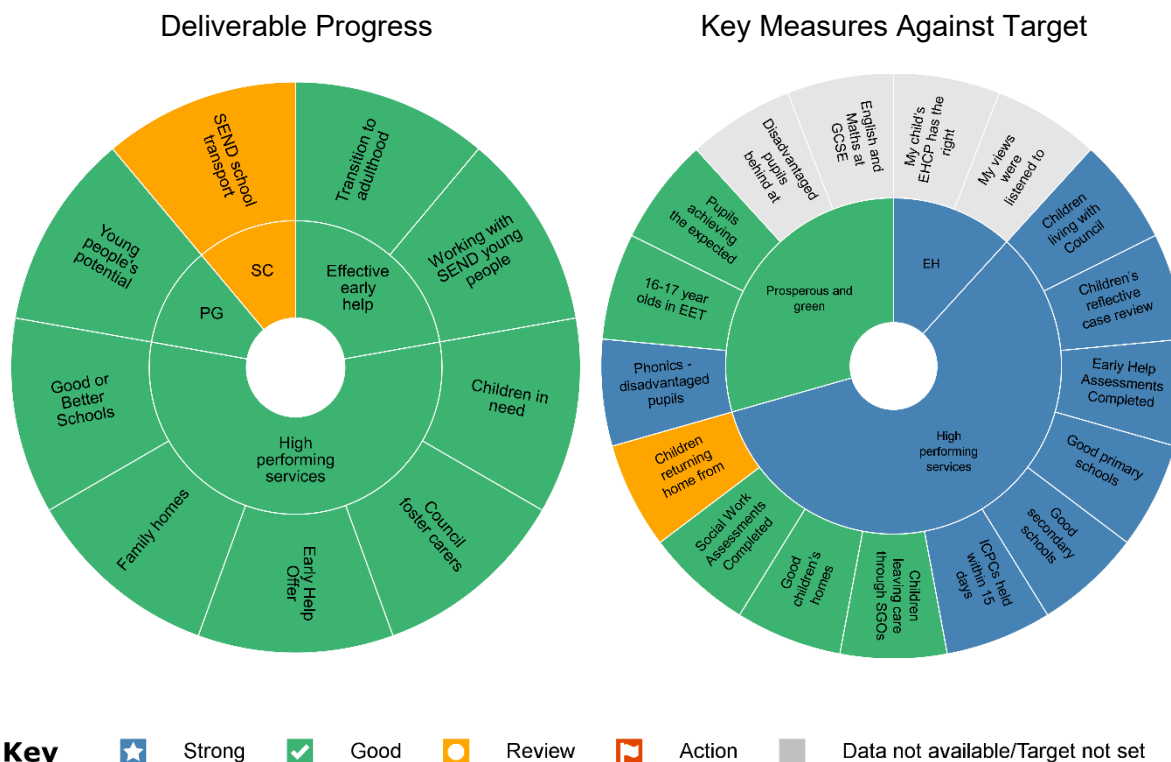 Deliverable Progress
SEND school
transport
Transition to
adulthood
Working with
SEND young
people
Children in
need
Council
foster carers
Early Help
Offer
Family homes
Good or
Better
Schools
Young
people's
potential
SC
Effective
early
help
PG
High
performing
services
Key Measures Against Target
Disadvantaged
pupils
behind at
English and
Maths at
GCSE
My child's
EHCP has the
right
My views
were
listened to
Children
living with
Council
Children's
reflective
case review
Early Help
Assessments
Completed
Good primary
schools
Good
secondary
schools
ICPCs held
within 15
days
Children
leaving care
through SGOs
Good
children's
homes
Social Work
Assessments
Completed
Children
returning
home from
Phonics -
disadvantaged
pupils
16-17 year
olds in EET
Pupils
achieving
the expected
EH
Prosperous and
green
High
performing
services
Key Strong Good Review Action Data not available/Target not set